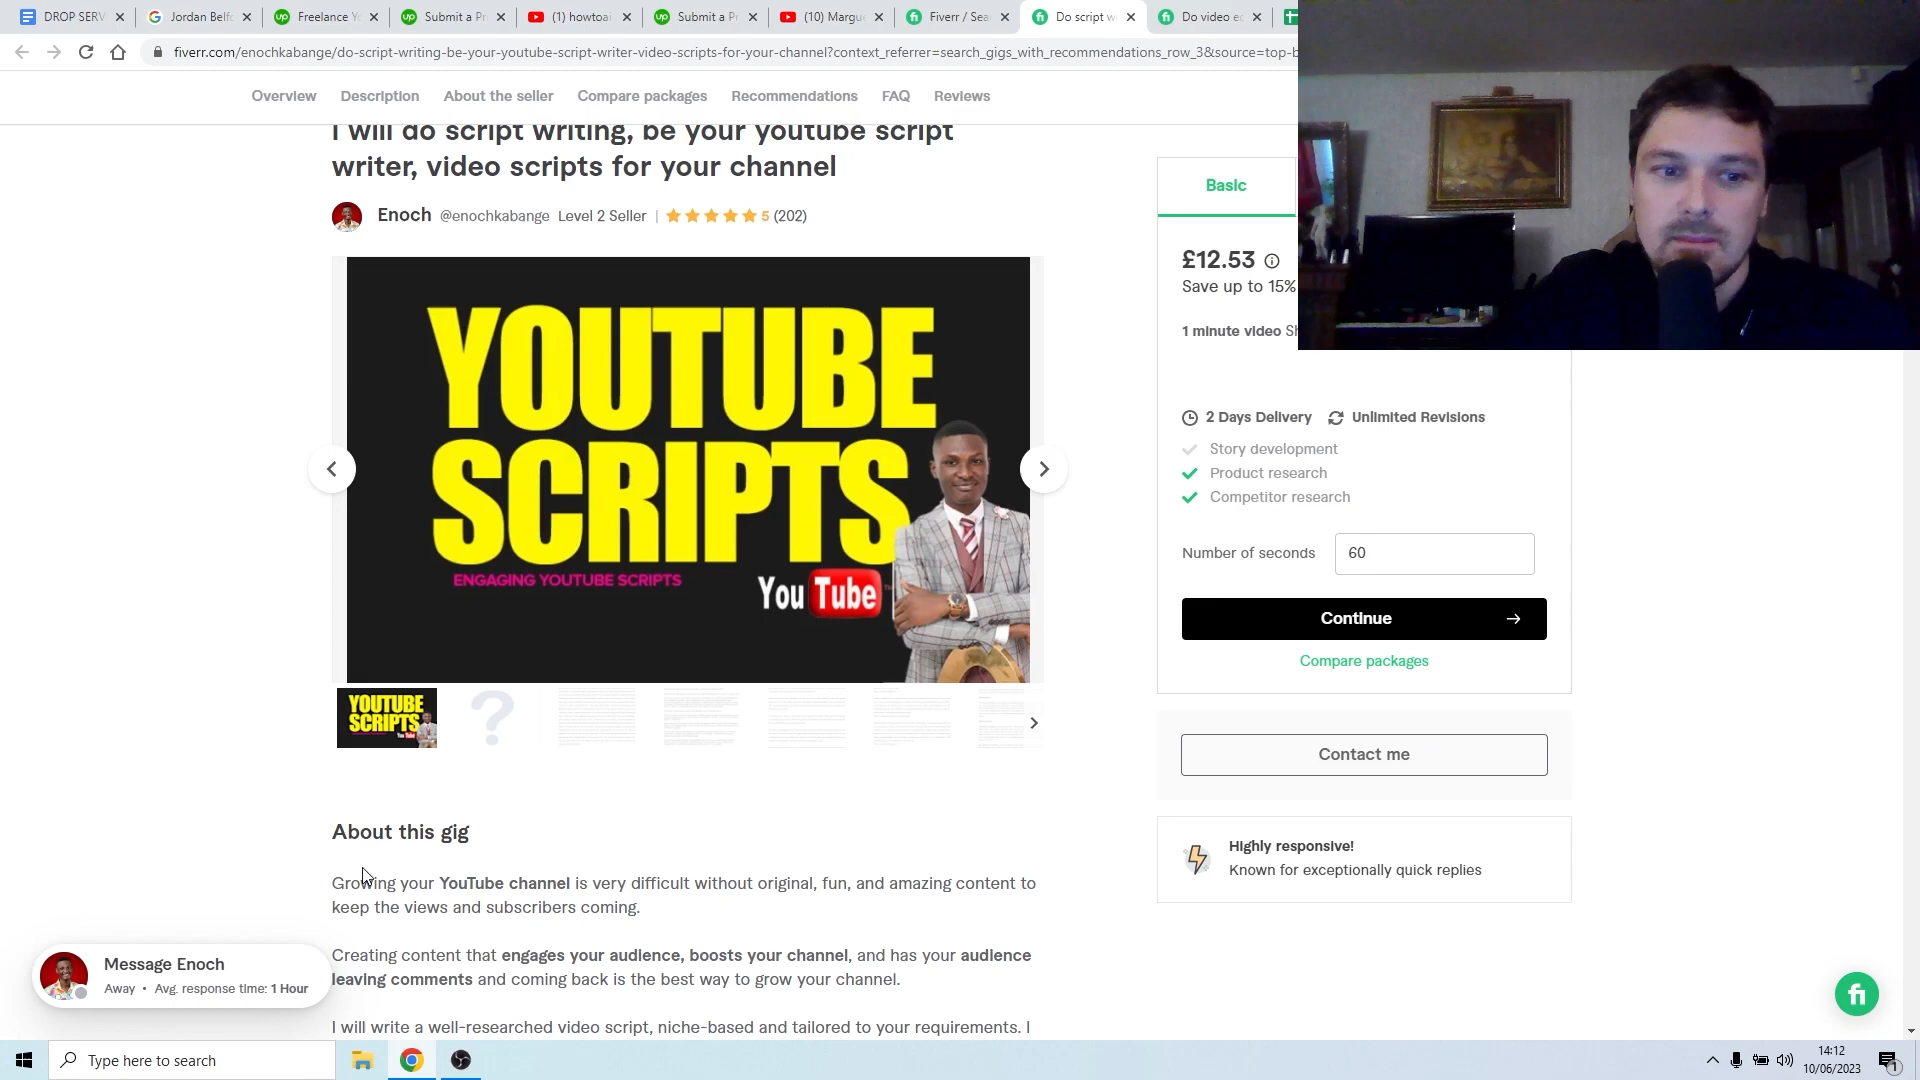 DROP SERV
Jordan Belfo
Freelance Yo
Submit a Pr
(1) howtoai
Submit a Pr
(10) Margu
Fiverr / Sea
Do script w
Do video ed
fiverr.com/enochkabange/do-script-writing-be-your-youtube-script-writer-video-scripts-for-your-channel?context_referrer=search_gigs_with_recommendations_row_3&source=top-b
Overview
Description
About the seller
Compare packages
Recommendations
FAQ
Reviews
I will do script writing, be your youtube script
writer, video scripts for your channel
Enoch @enochkabange Level 2 Seller | 5 (202)
YOUTUBE
SCRIPTS
ENGAGING YOUTUBE SCRIPTS
YouTube
YOUTUBE
SCRIPTS
YouTube
About this gig
Growing your YouTube channel is very difficult without original, fun, and amazing content to
keep the views and subscribers coming.
Creating content that engages your audience, boosts your channel, and has your audience
leaving comments and coming back is the best way to grow your channel.
I will write a well-researched video script, niche-based and tailored to your requirements. I
Basic
£12.53
Save up to 15%
1 minute video Sh
2 Days Delivery
Unlimited Revisions
Story development
Product research
Competitor research
Number of seconds
60
Continue
Compare packages
Contact me
Highly responsive!
Known for exceptionally quick replies
Message Enoch
Away • Avg. response time: 1 Hour
fi
Type here to search
14:12
10/06/2023
1